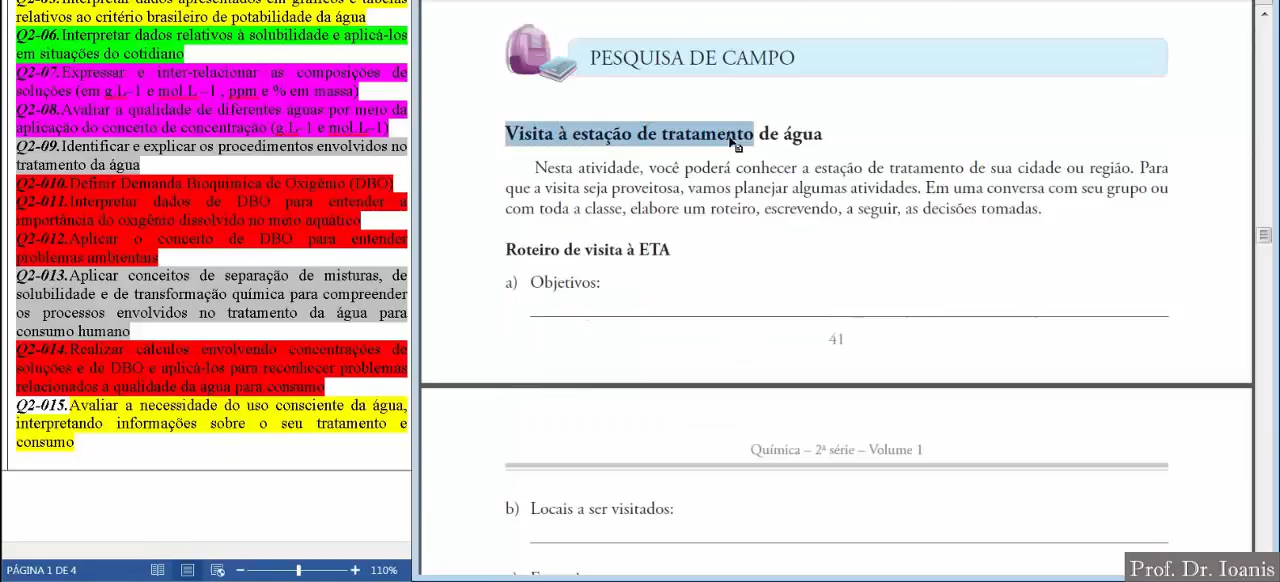 relativos ao critério brasileiro de potabilidade da água
Q2-06.Interpretar dados relativos à solubilidade e aplicá-los
em situações do cotidiano
Q2-07.Expressar e inter-relacionar as composições de
soluções (em g.L-1 e mol.L -1 , ppm e % em massa)
Q2-08.Avaliar a qualidade de diferentes águas por meio da
aplicação do conceito de concentração (g.L-1 e mol.L-1)
Q2-09.Identificar e explicar os procedimentos envolvidos no
tratamento da água
Q2-010.Definir Demanda Bioquímica de Oxigênio (DBO)
Q2-011.Interpretar dados de DBO para entender a
importância do oxigênio dissolvido no meio aquático
Q2-012.Aplicar o conceito de DBO para entender
problemas ambientais
Q2-013.Aplicar conceitos de separação de misturas, de
solubilidade e de transformação química para compreender
os processos envolvidos no tratamento da água para
consumo humano
Q2-014.Realizar cálculos envolvendo concentrações de
soluções e de DBO e aplicá-los para reconhecer problemas
relacionados à qualidade da água para consumo
Q2-015.Avaliar a necessidade do uso consciente da água,
interpretando informações sobre o seu tratamento e
consumo
PÁGINA 1 DE 4
110%
PESQUISA DE CAMPO
Visita à estação de tratamento de água
Nesta atividade, você poderá conhecer a estação de tratamento de sua cidade ou região. Para
que a visita seja proveitosa, vamos planejar algumas atividades. Em uma conversa com seu grupo ou
com toda a classe, elabore um roteiro, escrevendo, a seguir, as decisões tomadas.
Roteiro de visita à ETA
a) Objetivos:
41
Química – 2ª série – Volume 1
b) Locais a ser visitados:
Prof. Dr. Ioanis